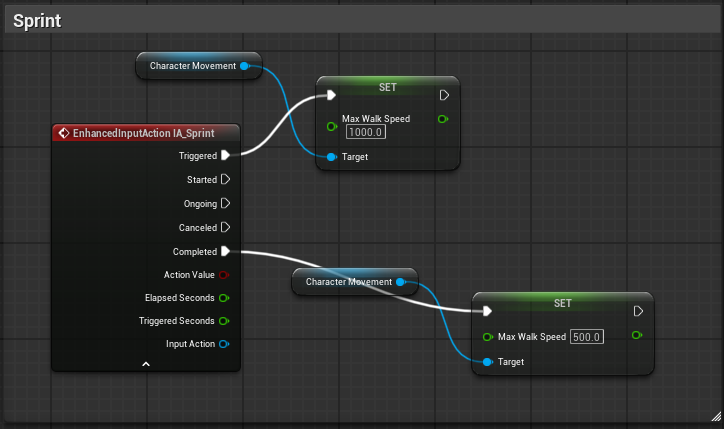 Sprint
Character Movement
SET
Max Walk Speed
1000.0
Target
EnhancedInputAction IA_Sprint
Triggered
Started
Ongoing
Canceled
Completed
Action Value
Elapsed Seconds
Triggered Seconds
Input Action
Character Movement
SET
Max Walk Speed 500.0
Target